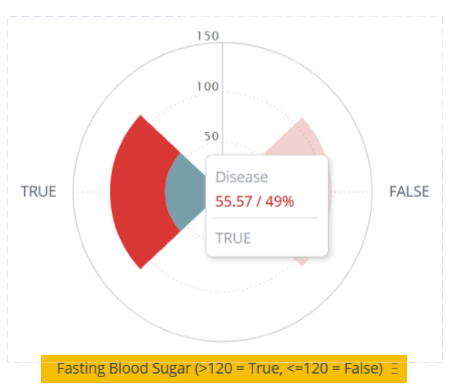 150
100
50
TRUE
FALSE
Disease
55.57 / 49%
TRUE
Fasting Blood Sugar (>120 = True, <=120 = False)